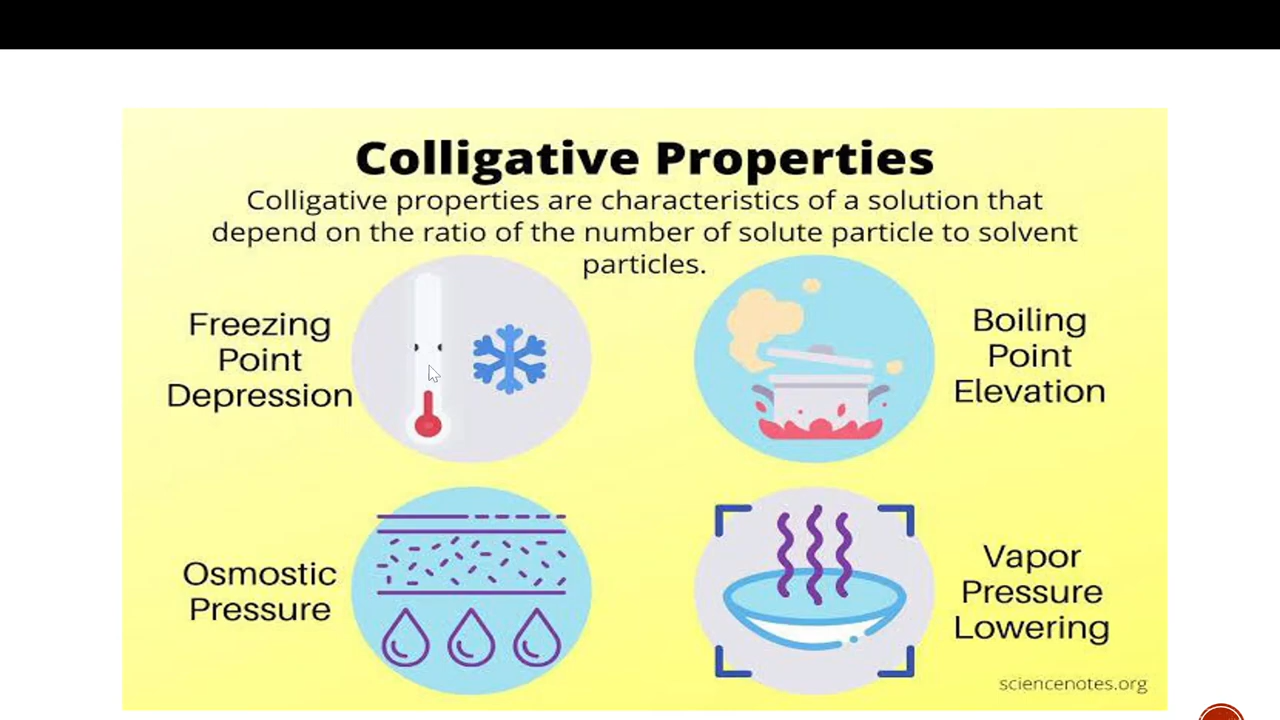 Colligative Properties
Colligative properties are characteristics of a solution that
depend on the ratio of the number of solute particle to solvent
particles.
Freezing
Point
Depression
Boiling
Point
Elevation
Osmostic
Pressure
Vapor
Pressure
Lowering
sciencenotes.org